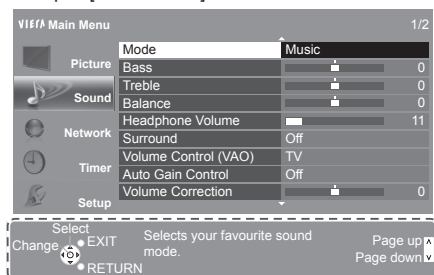 VIErA Main Menu 1/2
Picture
Sound
Network
Timer
Setup
Mode Music
Bass 0
Treble 0
Balance 0
Headphone Volume 11
Surround Off
Volume Control (VAO) TV
Auto Gain Control Off
Volume Correction 0
Select
Change
EXIT
RETURN
Selects your favourite sound
mode.
Page up
Page down